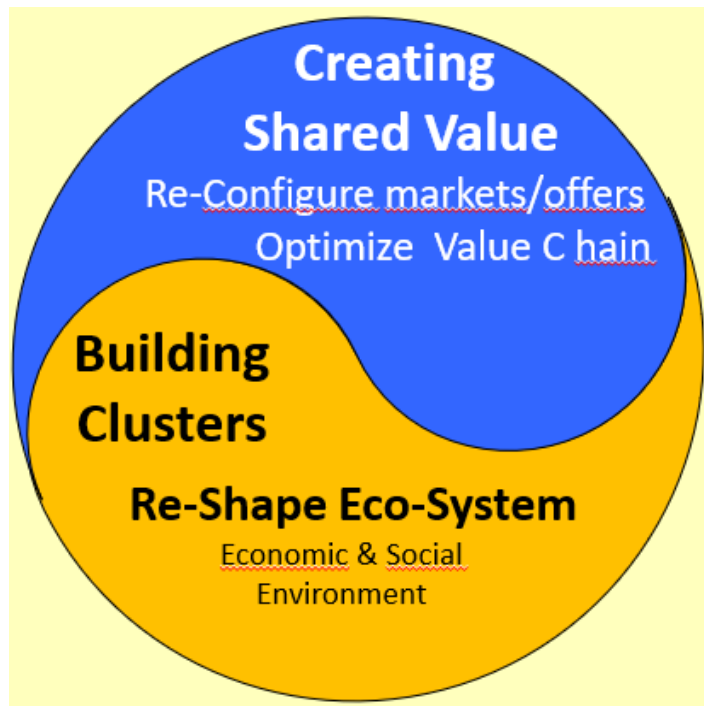 Creating
Shared Value
Re-Configure markets/offers
Optimize  Value C hain
Building
Clusters
Re-Shape Eco-System
Economic & Social
Environment